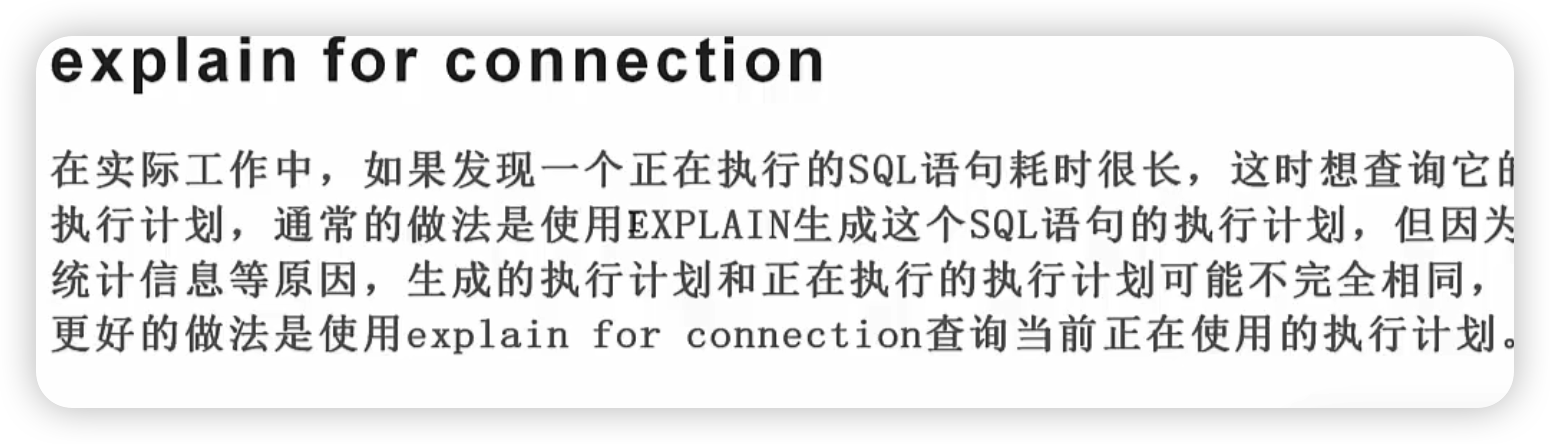 explain for connection
在实际工作中，如果发现一个正在执行的SQL语句耗时很长，这时想查询它的
执行计划，通常的做法是使用EXPLAIN生成这个SQL语句的执行计划，但因为
统计信息等原因，生成的执行计划和正在执行的执行计划可能不完全相同，
更好的做法是使用explain for connection查询当前正在使用的执行计划。